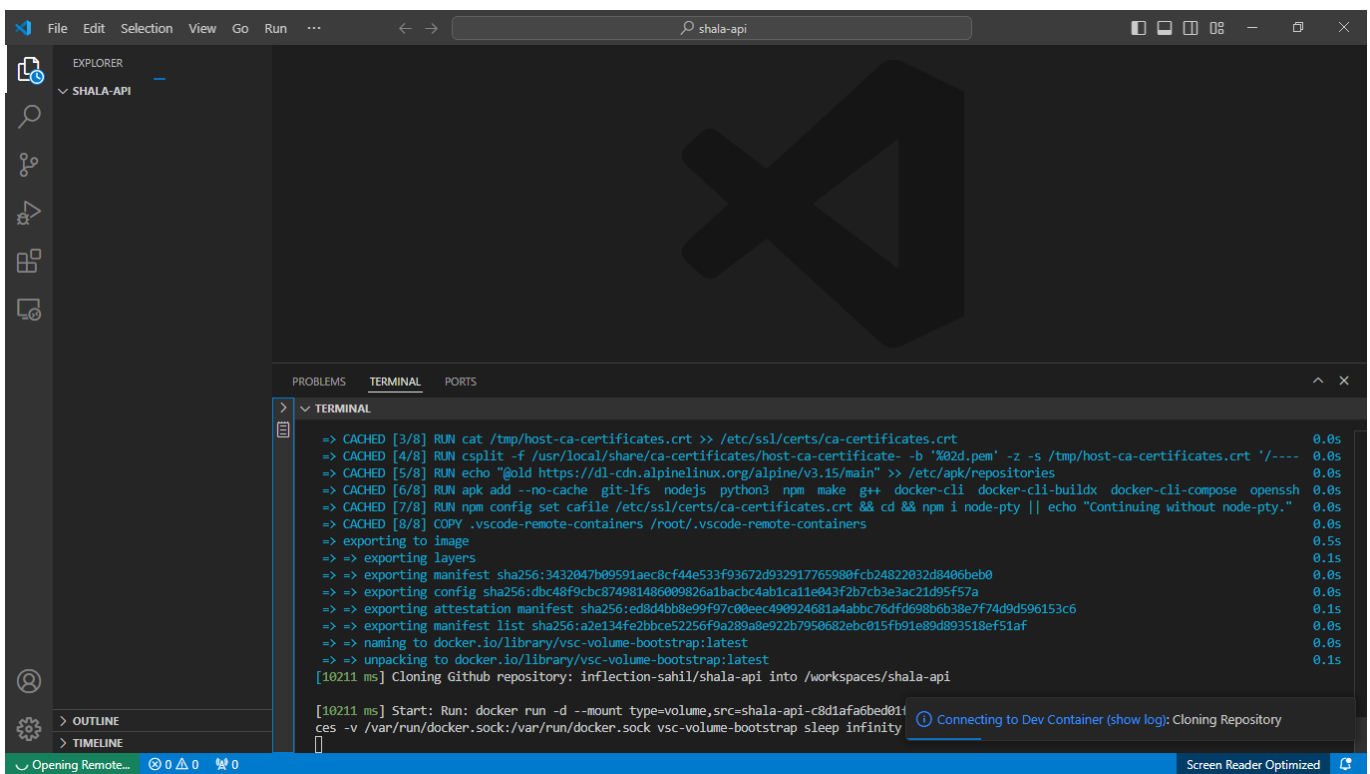 File Edit Selection View Go Run ··· shala-api
EXPLORER
SHALA-API
PROBLEMS TERMINAL PORTS
TERMINAL
=> CACHED [3/8] RUN cat /tmp/host-ca-certificates.crt >> /etc/ssl/certs/ca-certificates.crt 0.0s
=> CACHED [4/8] RUN csplit -f /usr/local/share/ca-certificates/host-certificate- -b '%02d.pem' -z -s /tmp/host-ca-certificates.crt '/---- 0.0s
=> CACHED [5/8] RUN echo "@old https://dl-cdn.alpinelinux.org/alpine/v3.15/main" >> /etc/apk/repositories 0.0s
=> CACHED [6/8] RUN apk add --no-cache git-lfs nodejs python3 npm make g++ docker-cli docker-cli-buildx docker-cli-compose openssh 0.0s
=> CACHED [7/8] RUN npm config set cafile /etc/ssl/certs/ca-certificates.crt && cd && npm i node-pty || echo "Continuing without node-pty." 0.0s
=> CACHED [8/8] COPY .vscode-remote-containers /root/.vscode-remote-containers 0.0s
=> exporting to image 0.5s
=> => exporting layers 0.1s
=> => exporting manifest sha256:3432047b09591aec8cf44e533f93672d932917765980fcb24822032d8406beb0 0.0s
=> => exporting config sha256:dbc48f9cbc874981486009826a1bacbc4ab1ca11e043f2b7cb3e3ac21d95f57a 0.0s
=> => exporting attestation manifest sha256:ed8d4bb8e99f97c00eec490924681a4abbc76dfd698b6b38e7f74d9d596153c6 0.1s
=> => exporting manifest list sha256:a2e134fe2bbce52256f9a289a8e922b7950682ebc015fb91e89d893518ef51af 0.0s
=> => naming to docker.io/library/vsc-volume-bootstrap:latest 0.0s
=> => unpacking to docker.io/library/vsc-volume-bootstrap:latest 0.1s
[10211 ms] Cloning Github repository: inflection-sahil/shala-api into /workspaces/shala-api
[10211 ms] Start: Run: docker run -d --mount type=volume,src=shala-api-c8d1afa6bed01f
ces -v /var/run/docker.sock:/var/run/docker.sock vsc-volume-bootstrap sleep infinity
Connecting to Dev Container (show log): Cloning Repository
OUTLINE
TIMELINE
Opening Remote... 0 0 0 Screen Reader Optimized